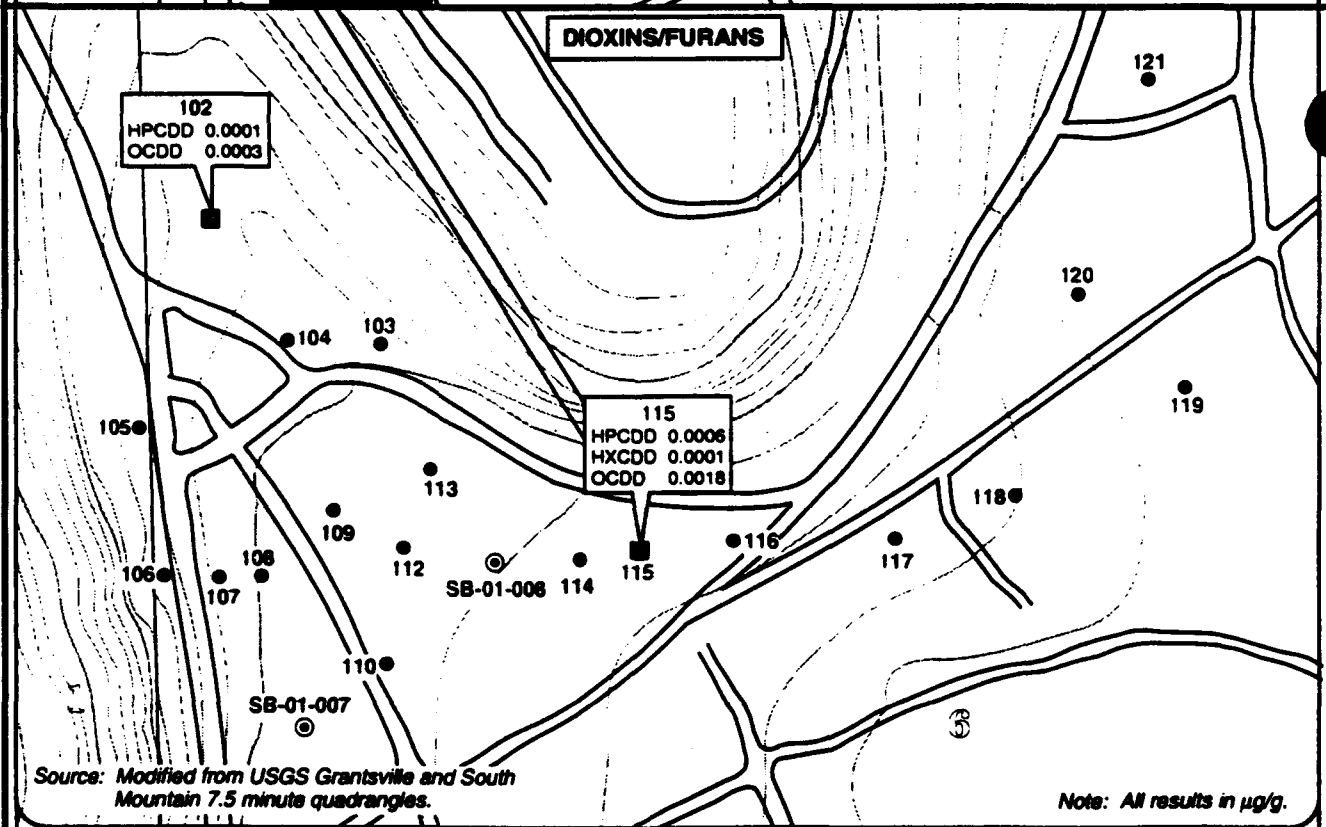 DIOXINS/FURANS
121
102
HPCDD 0.0001
OCDD 0.0003
120
104
103
119
115
HPCDD 0.0006
HXCDD 0.0001
OCDD 0.0018
105
113
118
109
116
117
112
106
107
108
SB-01-006
114
115
110
SB-01-007
Source: Modified from USGS Grantsville and South
Mountain 7.5 minute quadrangles.
Note: All results in µg/g.